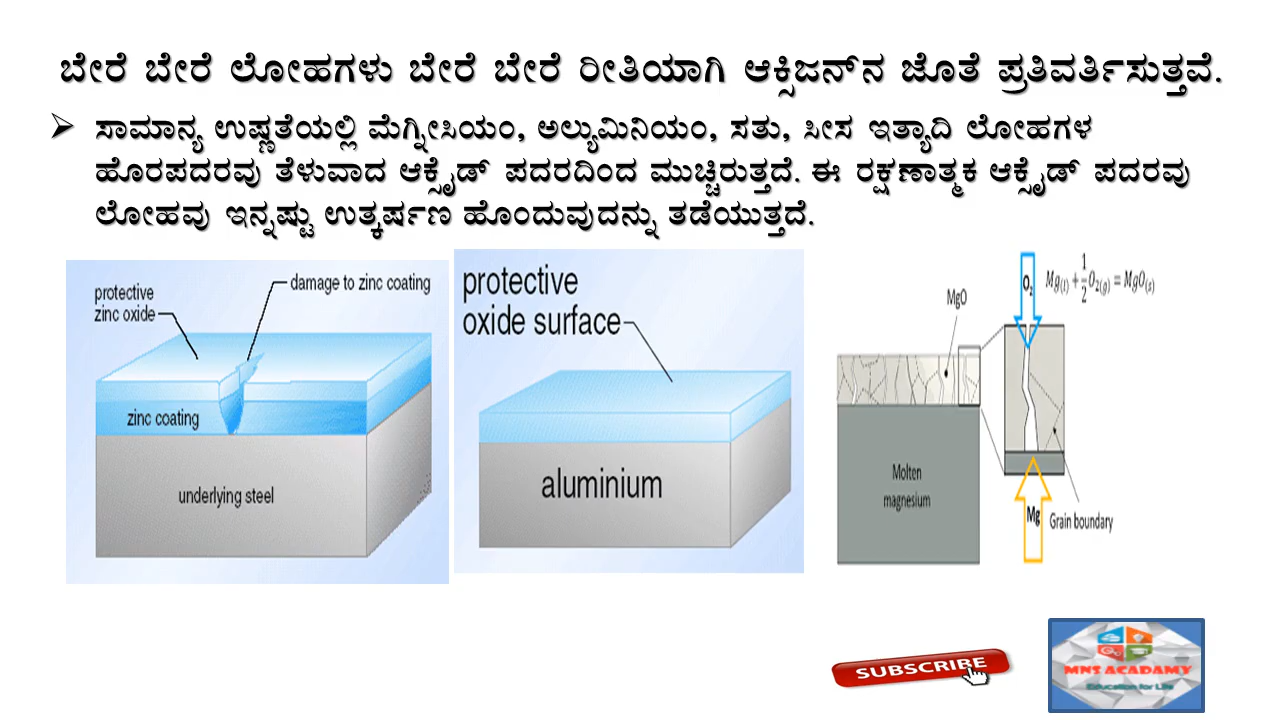 ಬೇರೆ ಬೇರೆ ಲೋಹಗಳು ಬೇರೆ ಬೇರೆ ರೀತಿಯಾಗಿ ಆಕ್ಸಿಜನ್‌ನ ಜೊತೆ ಪ್ರತಿವರ್ತಿಸುತ್ತವೆ.
➢ ಸಾಮಾನ್ಯ ಉಷ್ಣತೆಯಲ್ಲಿ ಮೆಗ್ನೀಸಿಯಂ, ಅಲ್ಯುಮಿನಿಯಂ, ಸತು, ಸೀಸ ಇತ್ಯಾದಿ ಲೋಹಗಳ
ಹೊರಪದರವು ತೆಳುವಾದ ಆಕ್ಸೈಡ್ ಪದರದಿಂದ ಮುಚ್ಚಿರುತ್ತದೆ. ಈ ರಕ್ಷಣಾತ್ಮಕ ಆಕ್ಸೈಡ್ ಪದರವು
ಲೋಹವು ಇನ್ನಷ್ಟು ಉತ್ಕರ್ಷಣ ಹೊಂದುವುದನ್ನು ತಡೆಯುತ್ತದೆ.
protective
zinc oxide
damage to zinc coating
zinc coating
underlying steel
protective
oxide surface
aluminium
MgO
O₂
Mg(l) + 1/2 O2(g) = MgO(s)
Molten
magnesium
Mg
Grain boundary
SUBSCRIBE
MNS ACADAMY
Education for Life